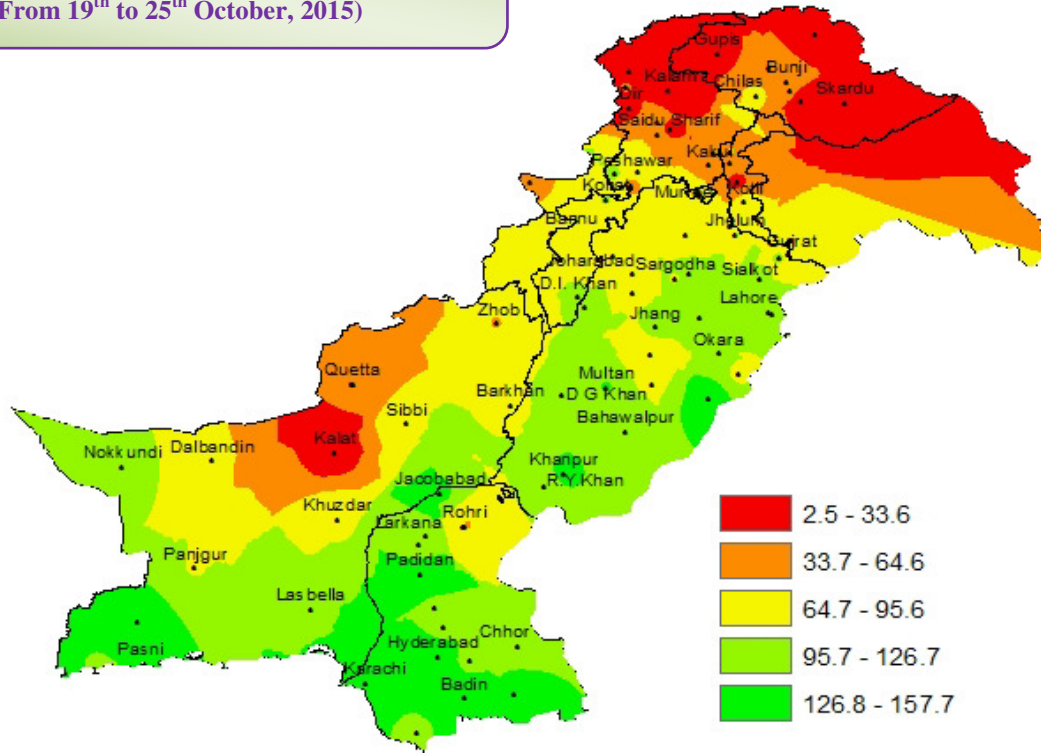 From 19th to 25th October, 2015)
Gupis
Bunji
Kalam
Chilas
Skardu
Dir
Saidu Sharif
Kakul
Peshawar
Kohat
Murree
Kotli
Jhelum
Bannu
Gujrat
Joharabad
Sargodha
Sialkot
D.I. Khan
Lahore
Zhob
Jhang
Okara
Quetta
Multan
Barkhan
D G Khan
Sibbi
Bahawalpur
Kalat
Nokkundi
Dalbandin
Khanpur
Jacobabad
R.Y.Khan
Khuzdar
Larkana
Rohri
Panjgur
Padidan
Lasbella
Chhor
Hyderabad
Pasni
Karachi
Badin
2.5 - 33.6
33.7 - 64.6
64.7 - 95.6
95.7 - 126.7
126.8 - 157.7